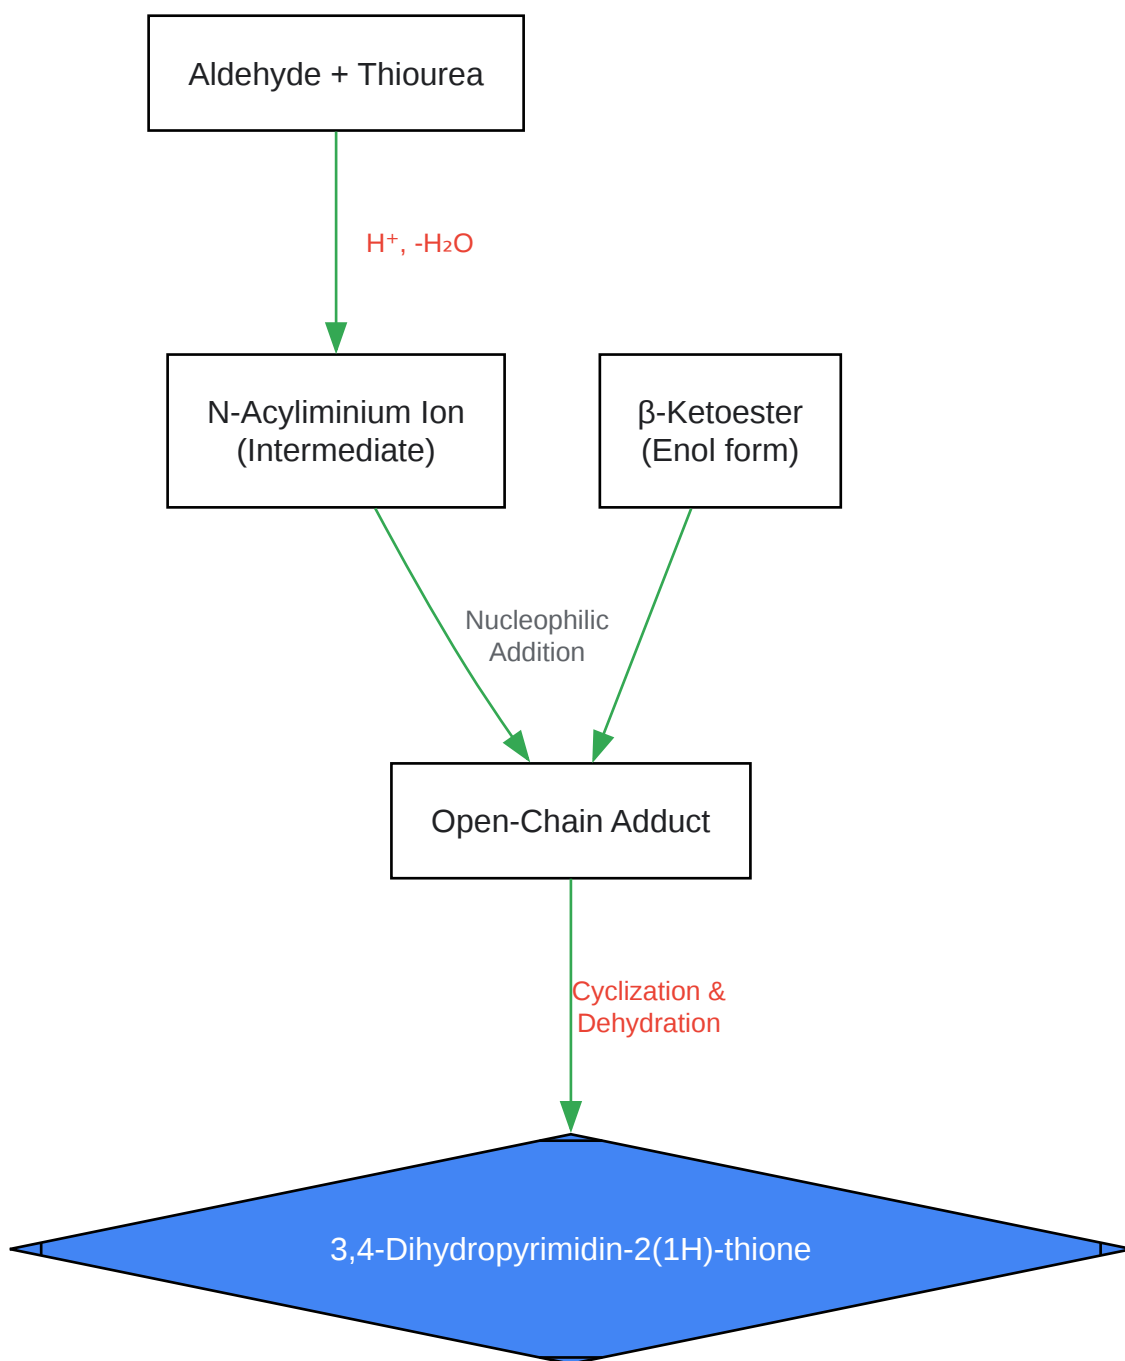 Aldehyde + Thiourea
H⁺, -H₂O
N-Acyliminium Ion
(Intermediate)
β-Ketoester
(Enol form)
Nucleophilic
Addition
Open-Chain Adduct
Cyclization &
Dehydration
3,4-Dihydropyrimidin-2(1H)-thione